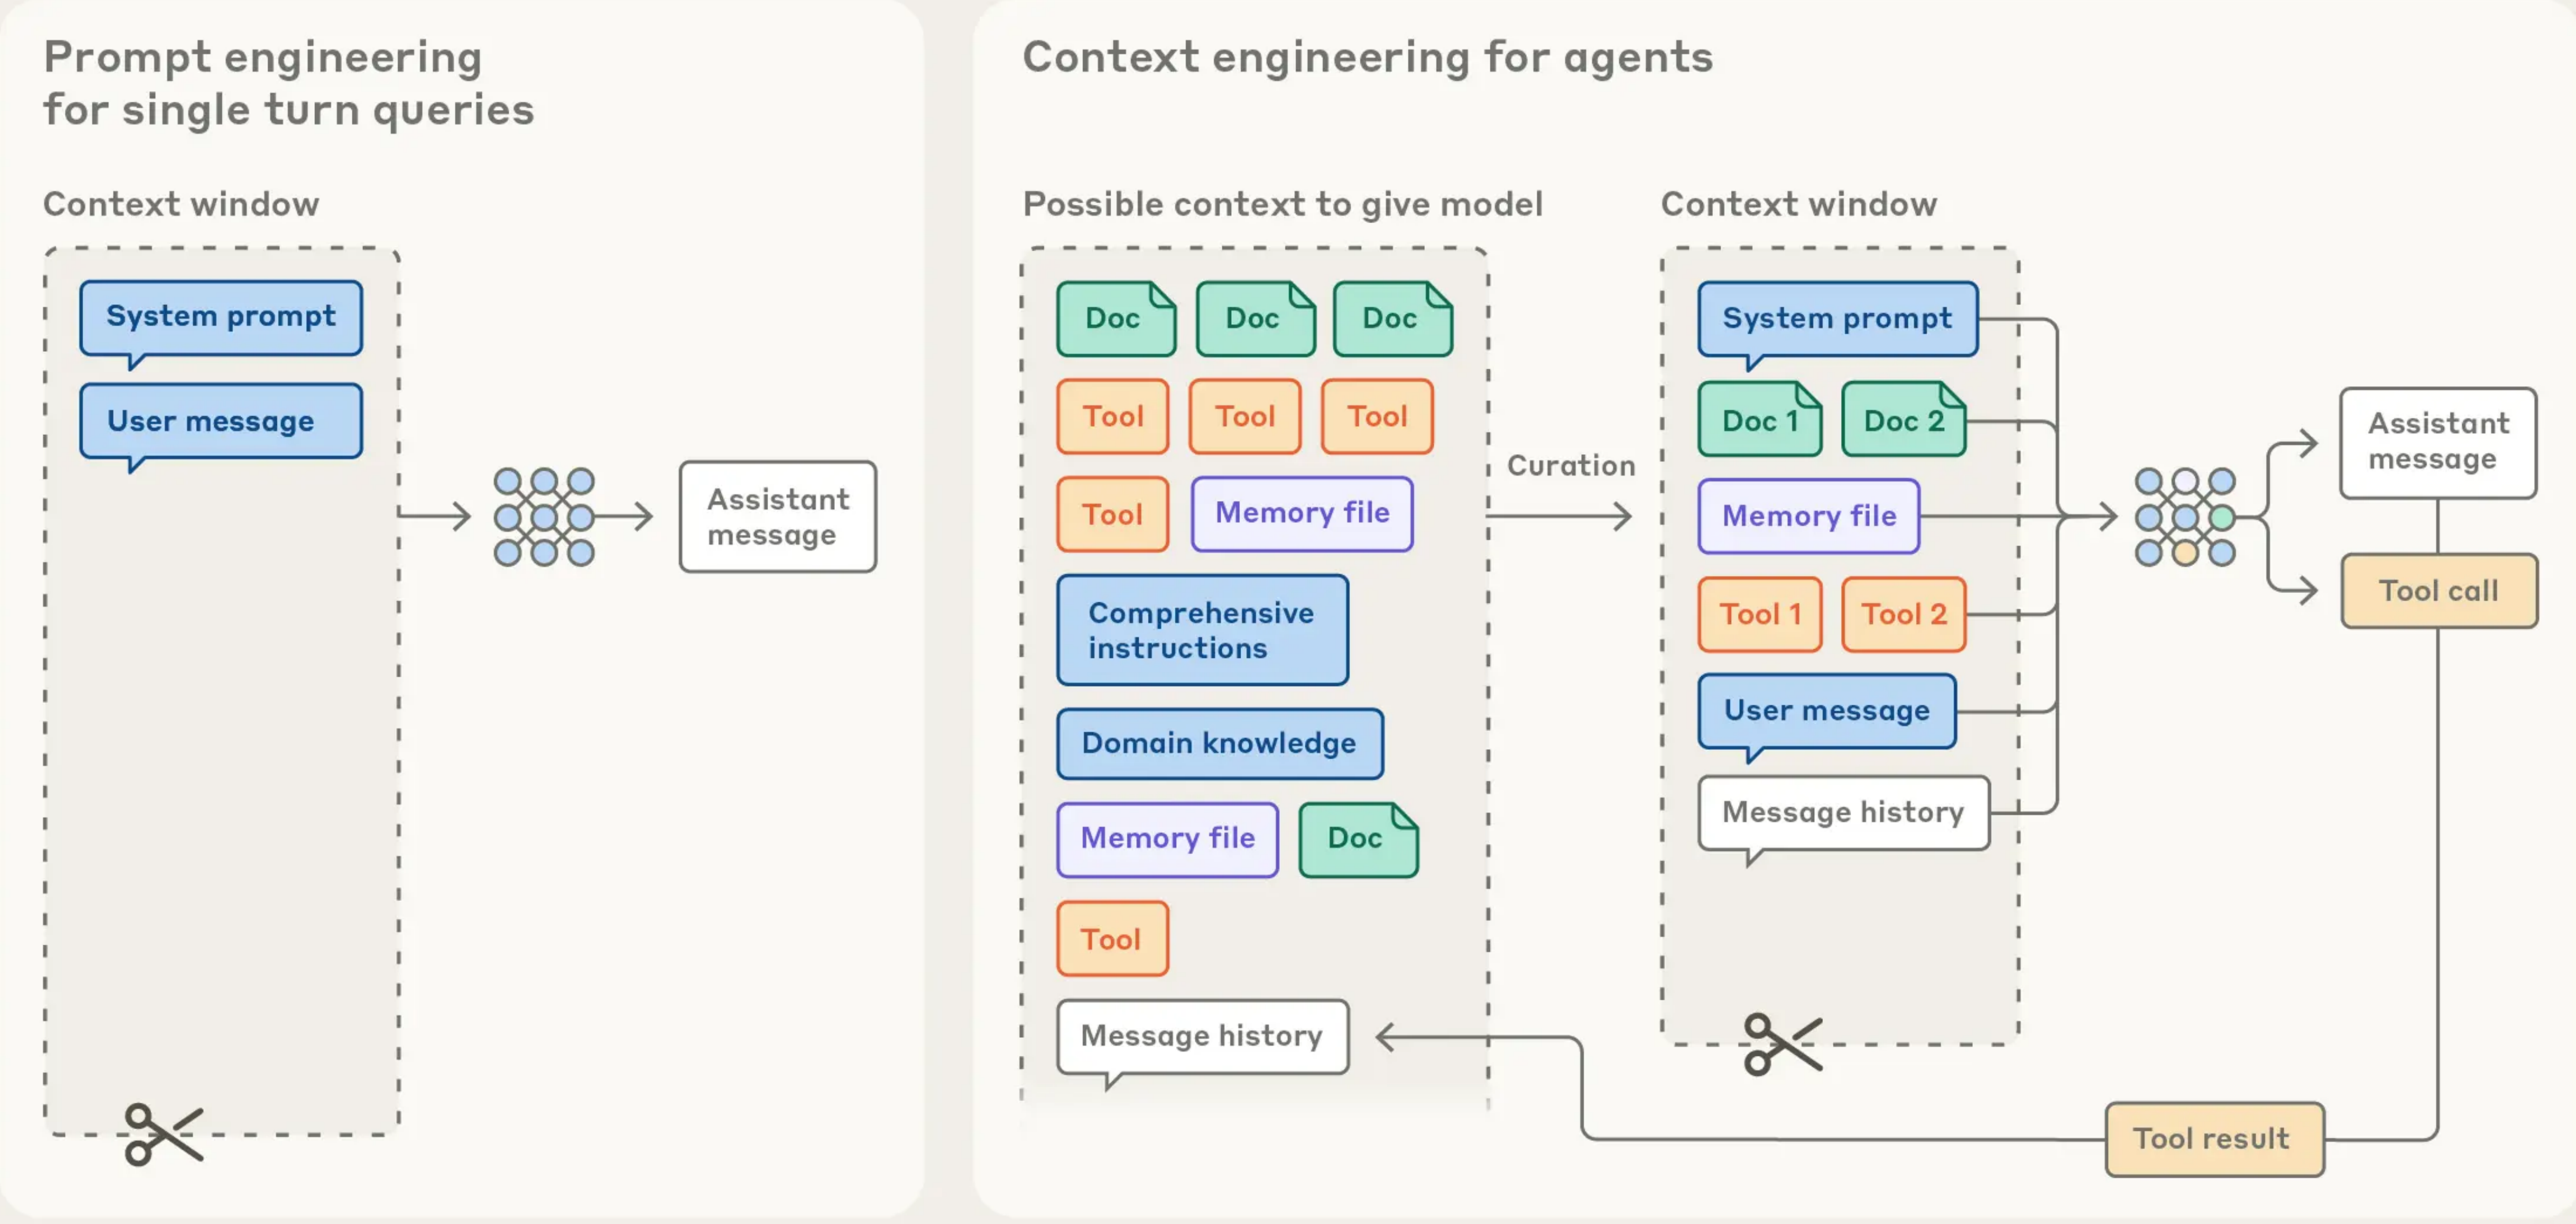 Prompt engineering
for single turn queries
Context window
System prompt
User message
Assistant
message
Context engineering for agents
Possible context to give model
Doc Doc Doc
Tool Tool Tool
Tool Memory file
Comprehensive
instructions
Domain knowledge
Memory file Doc
Tool
Message history
Curation
Context window
System prompt
Doc 1 Doc 2
Memory file
Tool 1 Tool 2
User message
Message history
Assistant
message
Tool call
Tool result